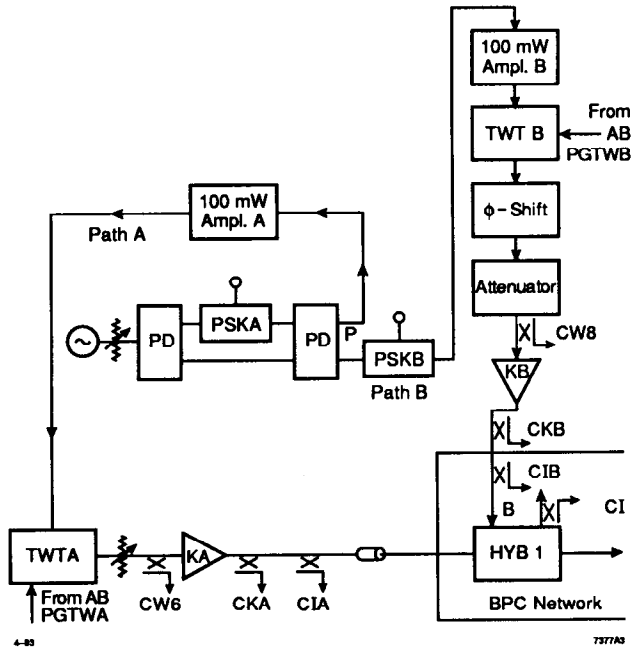 100 mW
Ampl. B
TWT B
From
AB
PGTWB
ϕ – Shift
Attenuator
CW8
KB
CKB
CIB
B
CI
HYB 1
BPC Network
100 mW
Ampl. A
Path A
PSKA
PD
PD
P
PSKB
Path B
TWTA
From AB
PGTWA
KA
CW6
CKA
CIA
4–93
7377A3